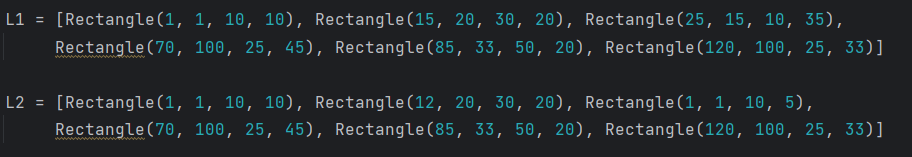 L1 = [Rectangle(1, 1, 10, 10), Rectangle(15, 20, 30, 20), Rectangle(25, 15, 10, 35),
Rectangle(70, 100, 25, 45), Rectangle(85, 33, 50, 20), Rectangle(120, 100, 25, 33)]
L2 = [Rectangle(1, 1, 10, 10), Rectangle(12, 20, 30, 20), Rectangle(1, 1, 10, 5),
Rectangle(70, 100, 25, 45), Rectangle(85, 33, 50, 20), Rectangle(120, 100, 25, 33)]